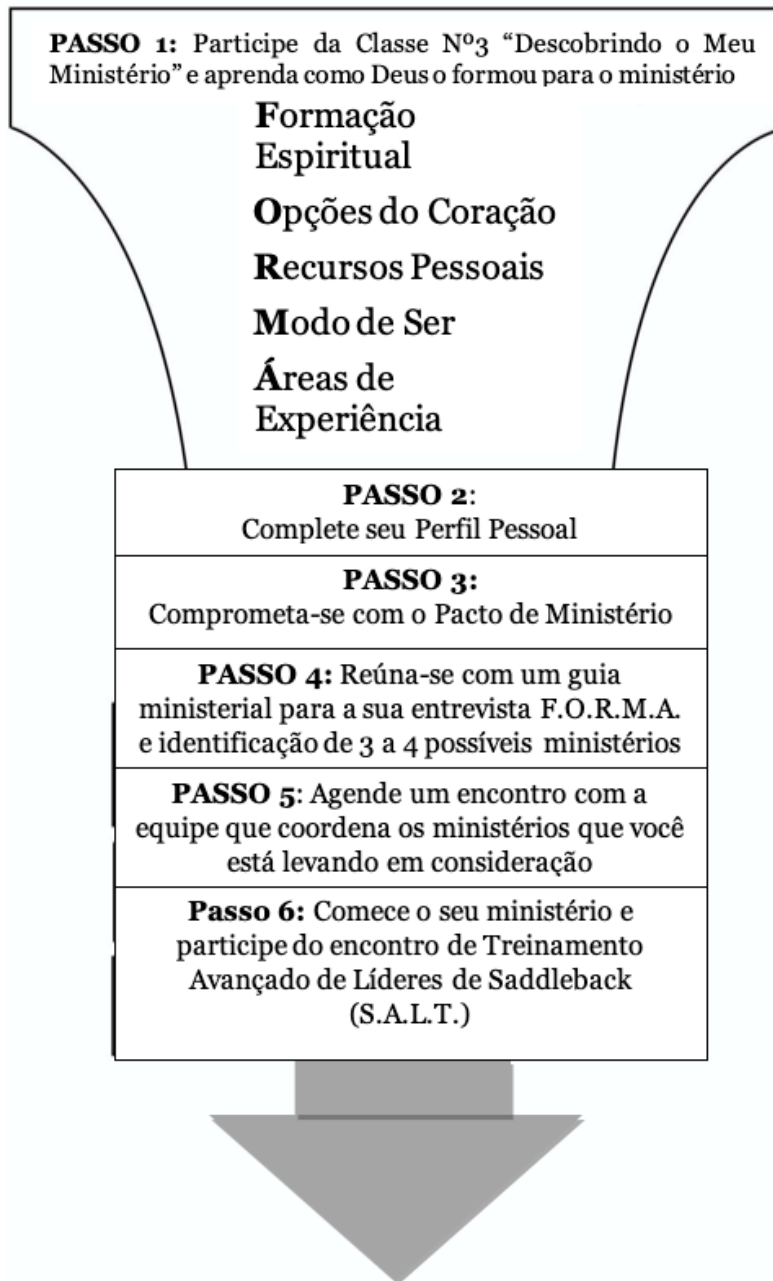 PASSO 1: Participe da Classe Nº3 “Descobrindo o Meu
Ministério” e aprenda como Deus o formou para o ministério
Formação
Espiritual
Opções do Coração
Recursos Pessoais
Modo de Ser
Áreas de
Experiência
PASSO 2:
Complete seu Perfil Pessoal
PASSO 3:
Comprometa-se com o Pacto de Ministério
PASSO 4: Reúna-se com um guia
ministerial para a sua entrevista F.O.R.M.A.
e identificação de 3 a 4 possíveis ministérios
PASSO 5: Agende um encontro com a
equipe que coordena os ministérios que você
está levando em consideração
Passo 6: Comece o seu ministério e
participe do encontro de Treinamento
Avançado de Líderes de Saddleback
(S.A.L.T.)